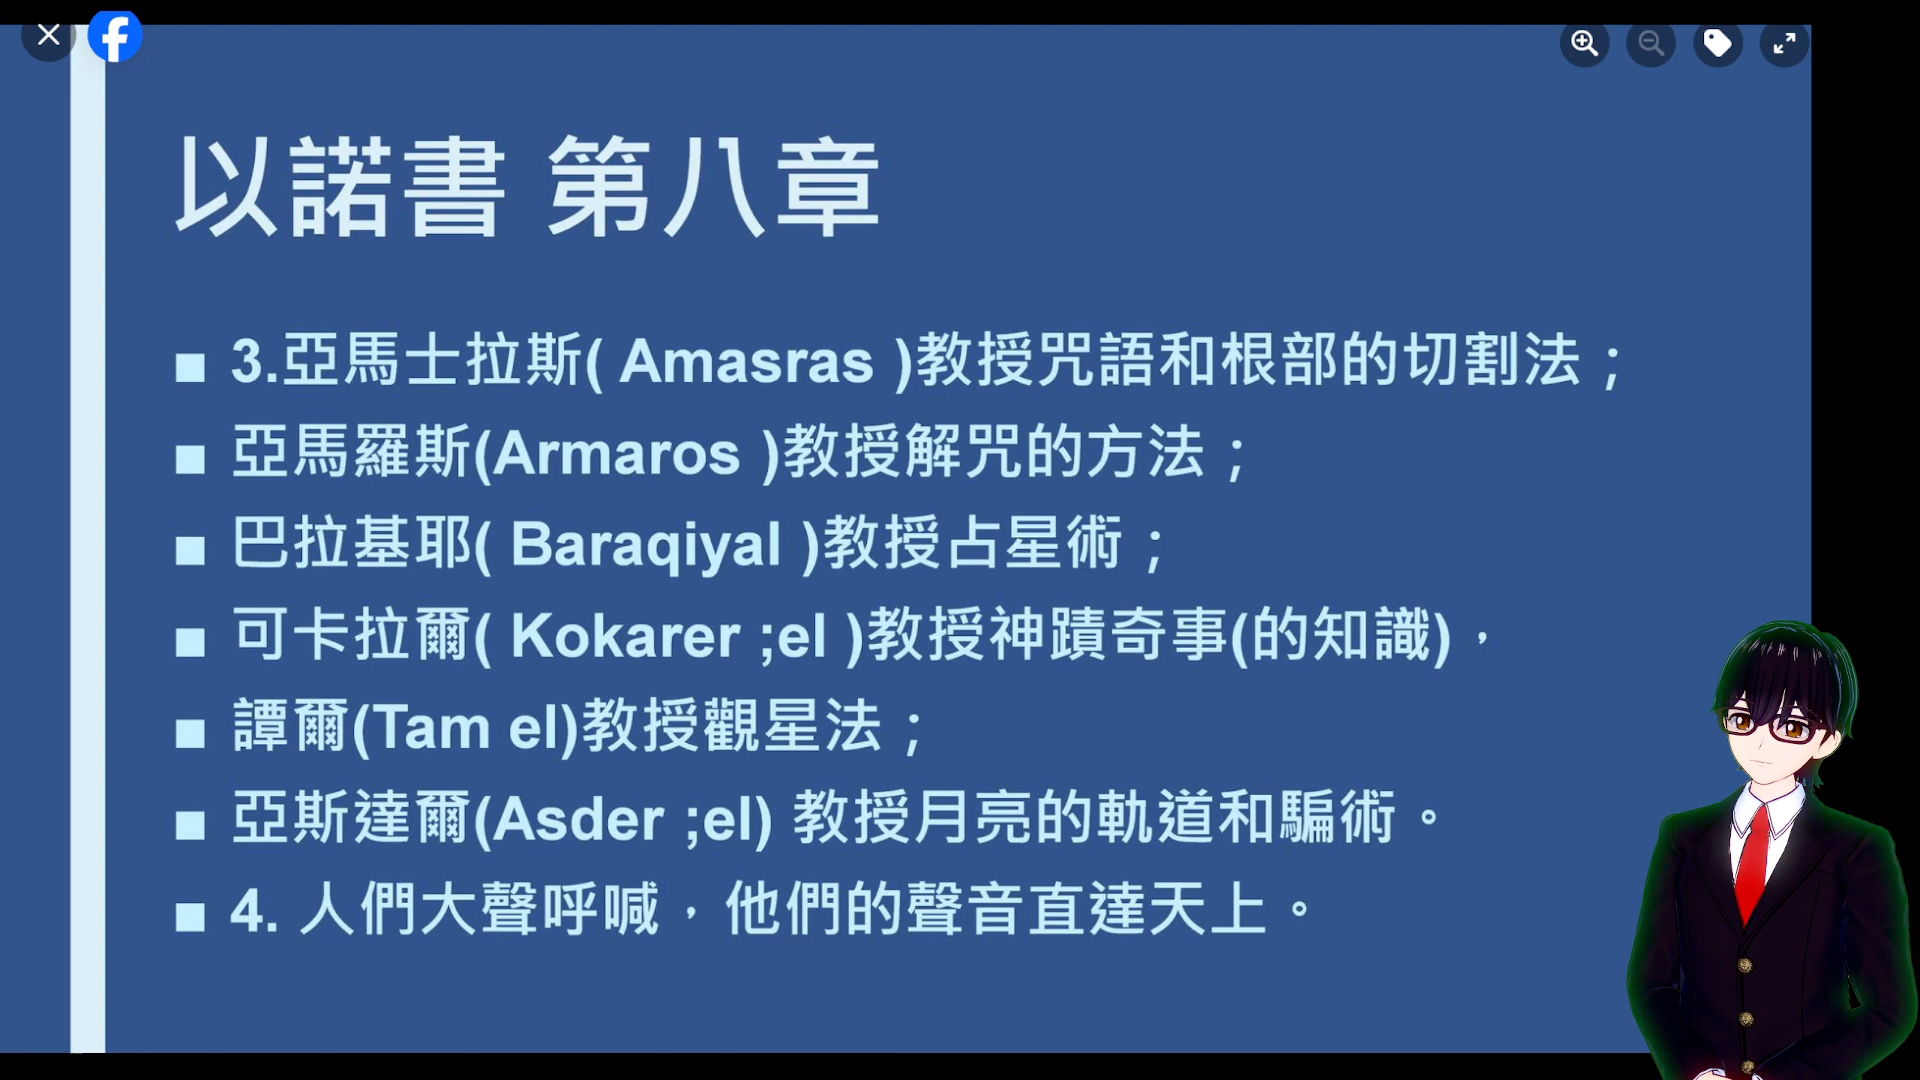 以諾書 第八章
3.亞馬士拉斯( Amasras )教授咒語和根部的切割法；
亞馬羅斯(Armaros )教授解咒的方法；
巴拉基耶( Baraqiyal )教授占星術；
可卡拉爾( Kokarer ;el )教授神蹟奇事(的知識)，
譚爾(Tam el)教授觀星法；
亞斯達爾(Asder ;el) 教授月亮的軌道和騙術。
4. 人們大聲呼喊，他們的聲音直達天上。